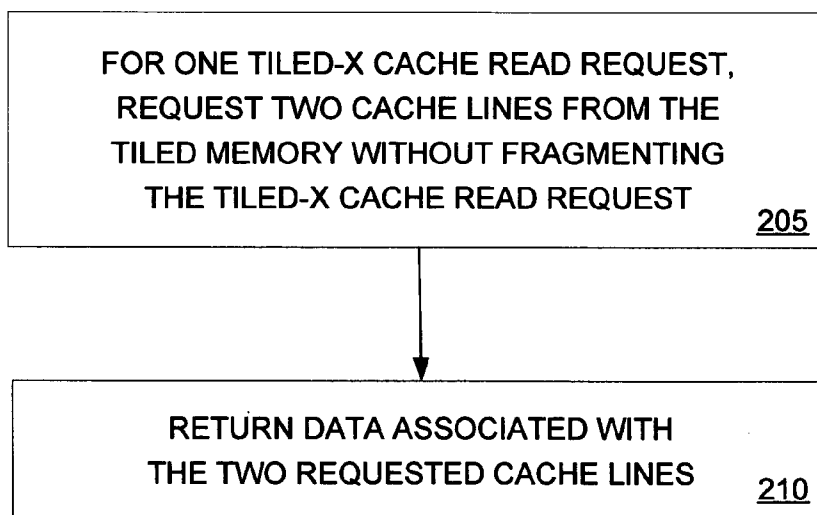 FOR ONE TILED-X CACHE READ REQUEST,
REQUEST TWO CACHE LINES FROM THE
TILED MEMORY WITHOUT FRAGMENTING
THE TILED-X CACHE READ REQUEST
205
RETURN DATA ASSOCIATED WITH
THE TWO REQUESTED CACHE LINES
210